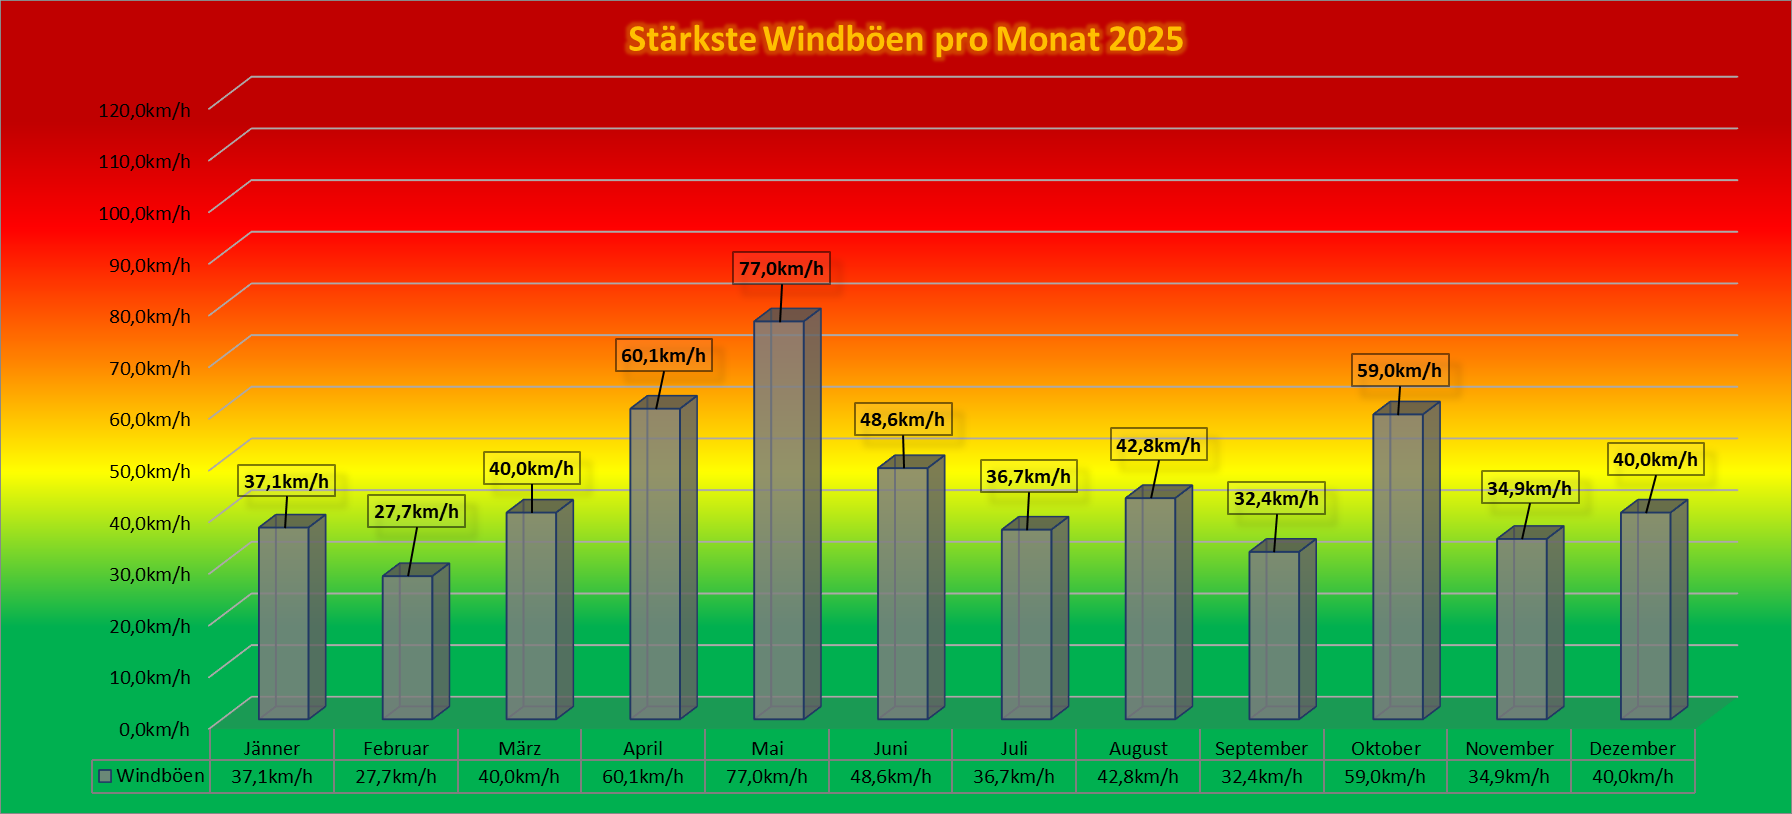 Stärkste Windböen pro Monat 2025
120,0km/h
110,0km/h
100,0km/h
90,0km/h
80,0km/h
70,0km/h
60,0km/h
50,0km/h
40,0km/h
30,0km/h
20,0km/h
10,0km/h
0,0km/h
37,1km/h
27,7km/h
40,0km/h
60,1km/h
77,0km/h
48,6km/h
36,7km/h
42,8km/h
32,4km/h
59,0km/h
34,9km/h
40,0km/h
Jänner Februar März April Mai Juni Juli August September Oktober November Dezember
Windböen 37,1km/h 27,7km/h 40,0km/h 60,1km/h 77,0km/h 48,6km/h 36,7km/h 42,8km/h 32,4km/h 59,0km/h 34,9km/h 40,0km/h